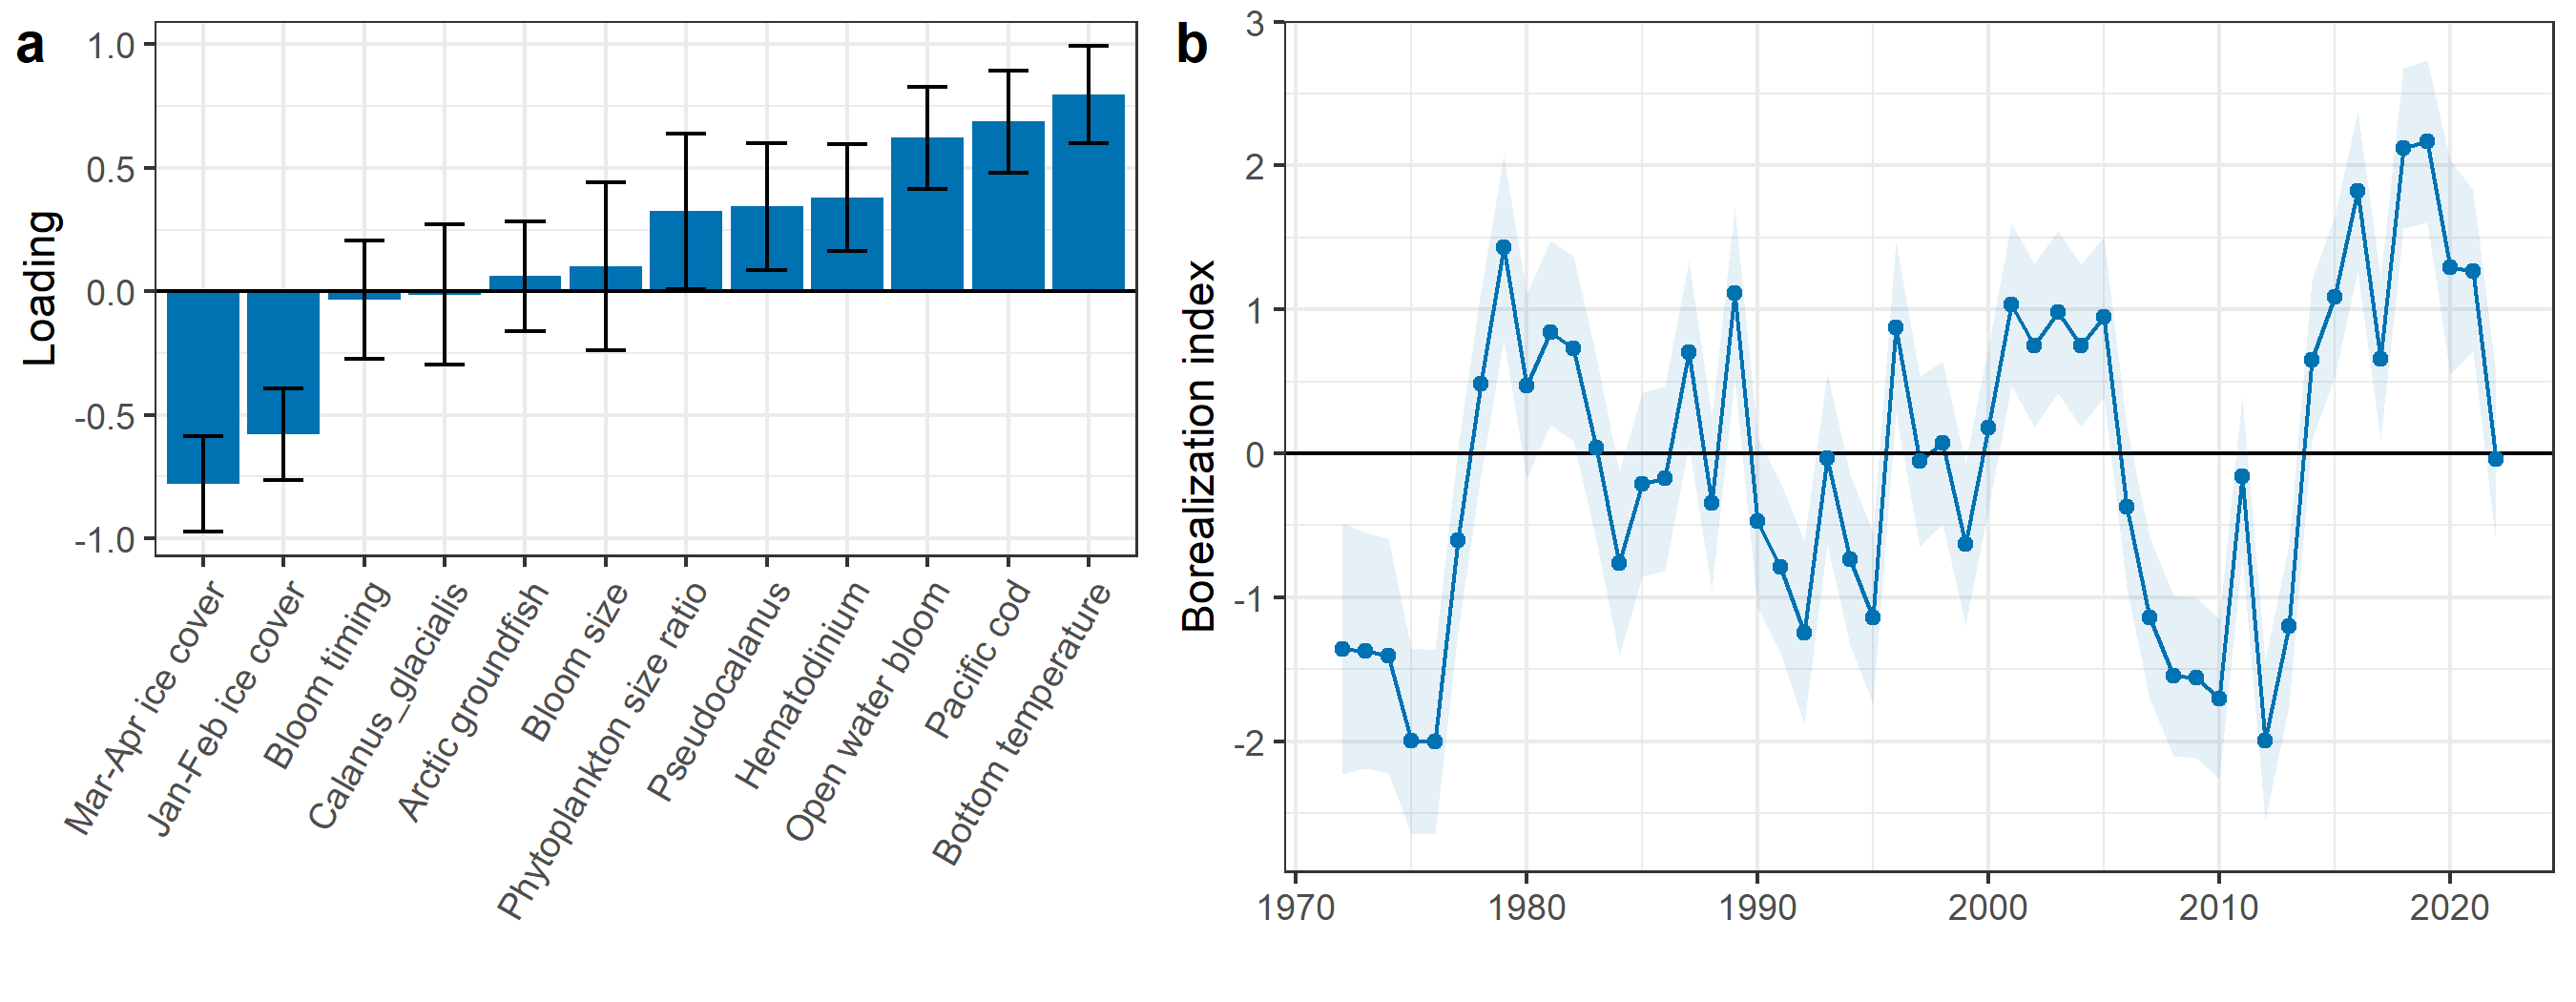 a
Loading
1.0
0.5
0.0
-0.5
-1.0
Mar-Apr ice cover
Jan-Feb ice cover
Bloom timing
Calanus_glacialis
Arctic groundfish
Bloom size
Phytoplankton size ratio
Pseudocalanus
Hematodinium
Open water bloom
Pacific cod
Bottom temperature
b
Borealization index
3
2
1
0
-1
-2
1970
1980
1990
2000
2010
2020